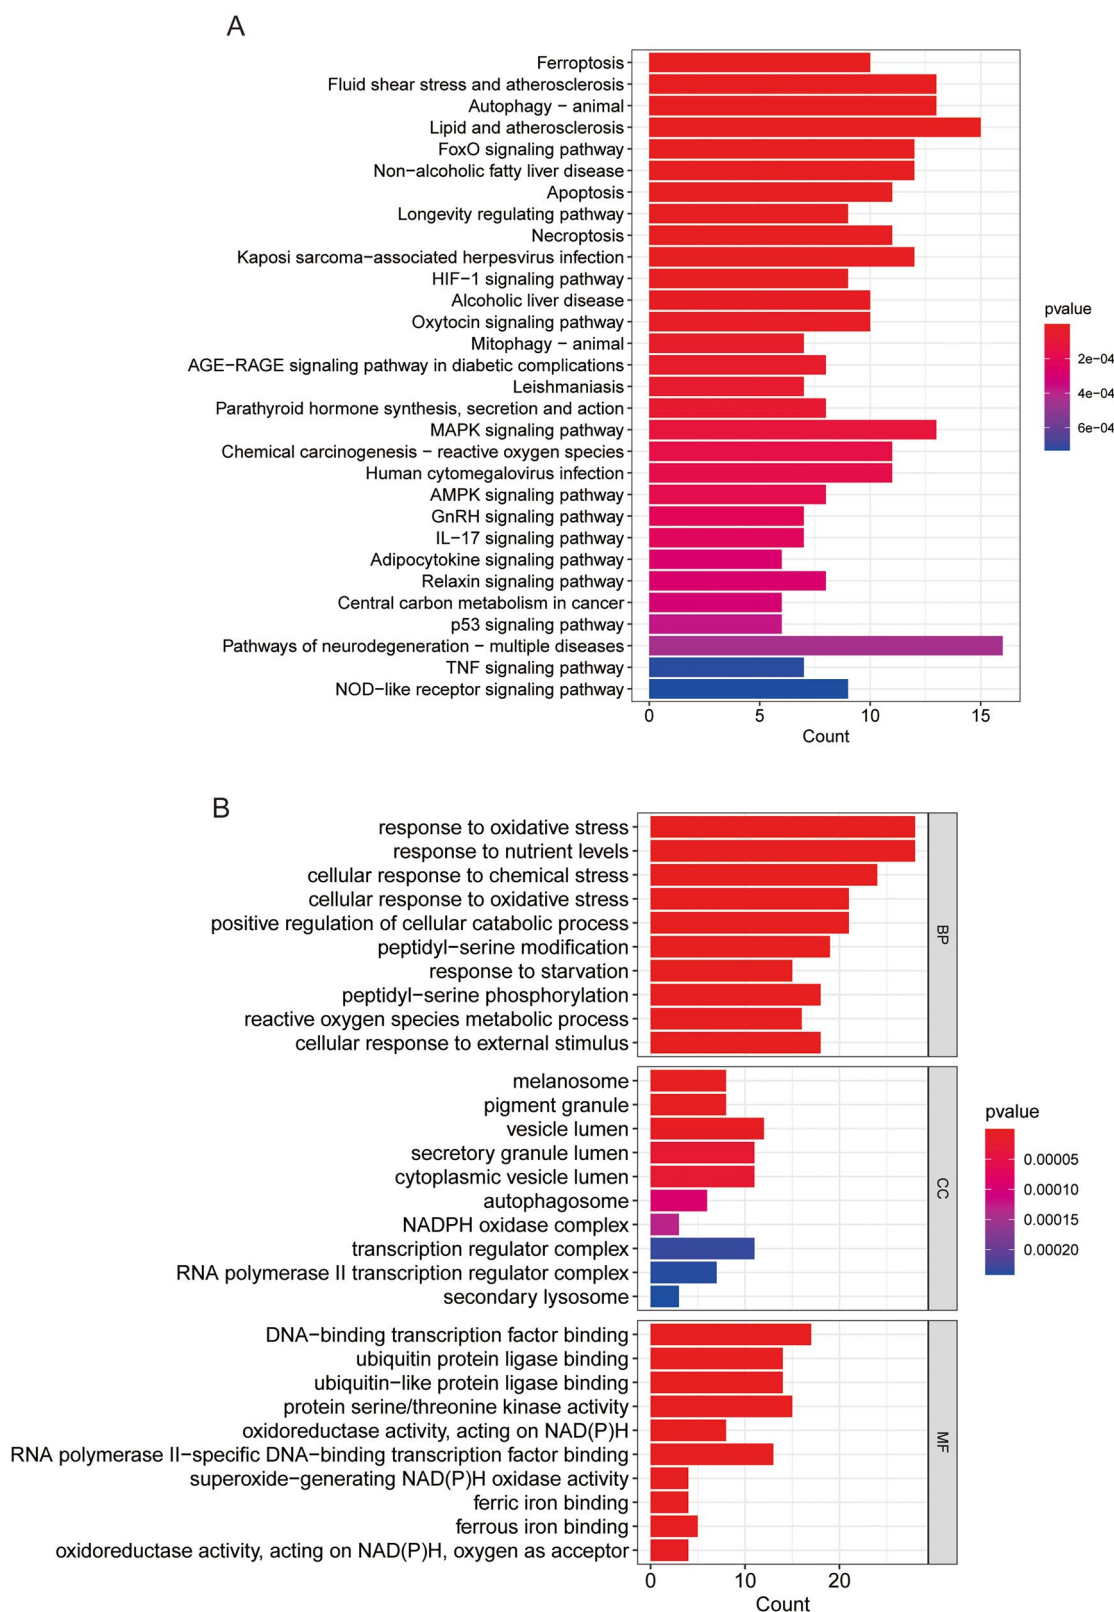 A
Ferroptosis
Fluid shear stress and atherosclerosis
Autophagy − animal
Lipid and atherosclerosis
FoxO signaling pathway
Non−alcoholic fatty liver disease
Apoptosis
Longevity regulating pathway
Necroptosis
Kaposi sarcoma−associated herpesvirus infection
HIF−1 signaling pathway
Alcoholic liver disease
Oxytocin signaling pathway
Mitophagy − animal
AGE−RAGE signaling pathway in diabetic complications
Leishmaniasis
Parathyroid hormone synthesis, secretion and action
MAPK signaling pathway
Chemical carcinogenesis − reactive oxygen species
Human cytomegalovirus infection
AMPK signaling pathway
GnRH signaling pathway
IL−17 signaling pathway
Adipocytokine signaling pathway
Relaxin signaling pathway
Central carbon metabolism in cancer
p53 signaling pathway
Pathways of neurodegeneration − multiple diseases
TNF signaling pathway
NOD−like receptor signaling pathway
0 5 10 15
Count
pvalue
2e−04
4e−04
6e−04
B
response to oxidative stress
response to nutrient levels
cellular response to chemical stress
cellular response to oxidative stress
positive regulation of cellular catabolic process
peptidyl−serine modification
response to starvation
peptidyl−serine phosphorylation
reactive oxygen species metabolic process
cellular response to external stimulus
BP
melanosome
pigment granule
vesicle lumen
secretory granule lumen
cytoplasmic vesicle lumen
autophagosome
NADPH oxidase complex
transcription regulator complex
RNA polymerase II transcription regulator complex
secondary lysosome
CC
DNA−binding transcription factor binding
ubiquitin protein ligase binding
ubiquitin−like protein ligase binding
protein serine/threonine kinase activity
oxidoreductase activity, acting on NAD(P)H
RNA polymerase II−specific DNA−binding transcription factor binding
superoxide−generating NAD(P)H oxidase activity
ferric iron binding
ferrous iron binding
oxidoreductase activity, acting on NAD(P)H, oxygen as acceptor
MF
0 10 20
Count
pvalue
0.00005
0.00010
0.00015
0.00020